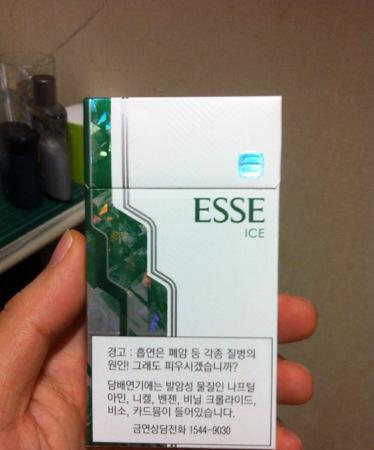 ESSE
ICE
경고 : 흡연은 폐암 등 각종 질병의
원인! 그래도 피우시겠습니까?
담배연기에는 발암성 물질인 나프틸
아민, 니켈, 벤젠, 비닐 크롤라이드,
비소, 카드뮴이 들어있습니다.
금연상담전화 1544-9030